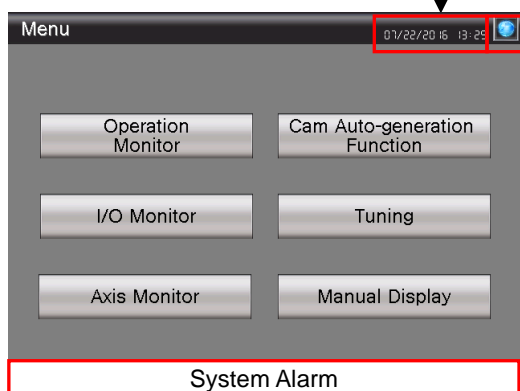 Menu
07/22/2016 13:29
Operation
Monitor
Cam Auto-generation
Function
I/O Monitor
Tuning
Axis Monitor
Manual Display
System Alarm